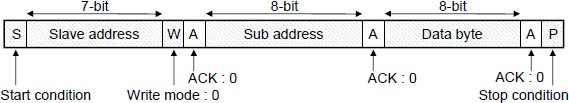 7-bit 8-bit 8-bit
S Slave address W A Sub address A Data byte A P
ACK : 0 ACK : 0 ACK : 0
Start condition Write mode : 0 Stop condition